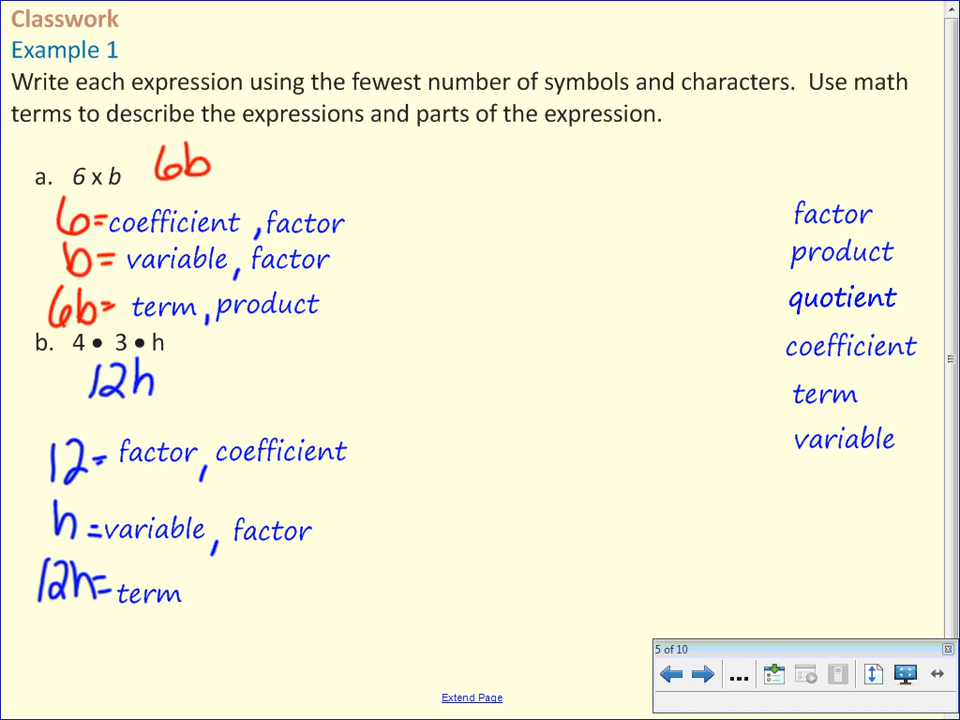 Classwork
Example 1
Write each expression using the fewest number of symbols and characters. Use math
terms to describe the expressions and parts of the expression.
a. 6 x b 6b
6=coefficient, factor
b= variable, factor
6b= term, product
b. 4 • 3 • h
12h
12= factor, coefficient
h=variable, factor
12h= term
factor
product
quotient
coefficient
term
variable
5 of 10
...
Extend Page